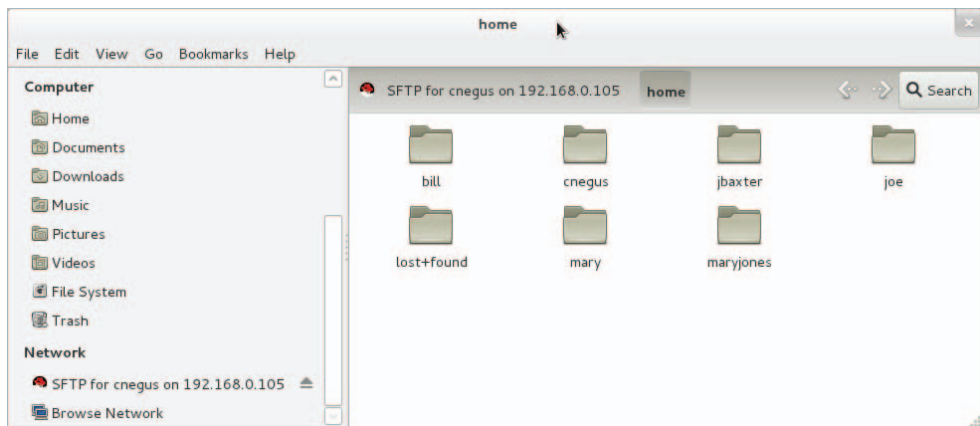 home
File Edit View Go Bookmarks Help
Computer
Home
Documents
Downloads
Music
Pictures
Videos
File System
Trash
Network
SFTP for cnegus on 192.168.0.105
Browse Network
SFTP for cnegus on 192.168.0.105 home Search
bill cnegus jbaxter joe
lost+found mary maryjones